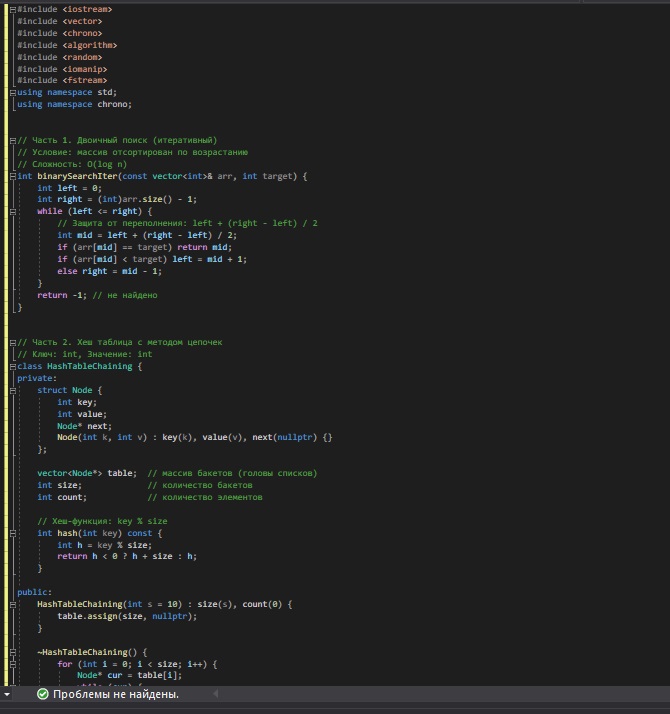 #include <iostream>
#include <vector>
#include <chrono>
#include <algorithm>
#include <random>
#include <iomanip>
#include <fstream>
using namespace std;
using namespace chrono;
// Часть 1. Двоичный поиск (итеративный)
// Условие: массив отсортирован по возрастанию
// Сложность: O(log n)
int binarySearchIter(const vector<int>& arr, int target) {
int left = 0;
int right = (int)arr.size() - 1;
while (left <= right) {
// Защита от переполнения: left + (right - left) / 2
int mid = left + (right - left) / 2;
if (arr[mid] == target) return mid;
if (arr[mid] < target) left = mid + 1;
else right = mid - 1;
}
return -1; // не найдено
}
// Часть 2. Хеш таблица с методом цепочек
// Ключ: int, Значение: int
class HashTableChaining {
private:
struct Node {
int key;
int value;
Node* next;
Node(int k, int v) : key(k), value(v), next(nullptr) {}
};
vector<Node*> table; // массив бакетов (головы списков)
int size; // количество бакетов
int count; // количество элементов
// Хеш-функция: key % size
int hash(int key) const {
int h = key % size;
return h < 0 ? h + size : h;
}
public:
HashTableChaining(int s = 10) : size(s), count(0) {
table.assign(size, nullptr);
}
~HashTableChaining() {
for (int i = 0; i < size; i++) {
Node* cur = table[i];
Проблемы не найдены.